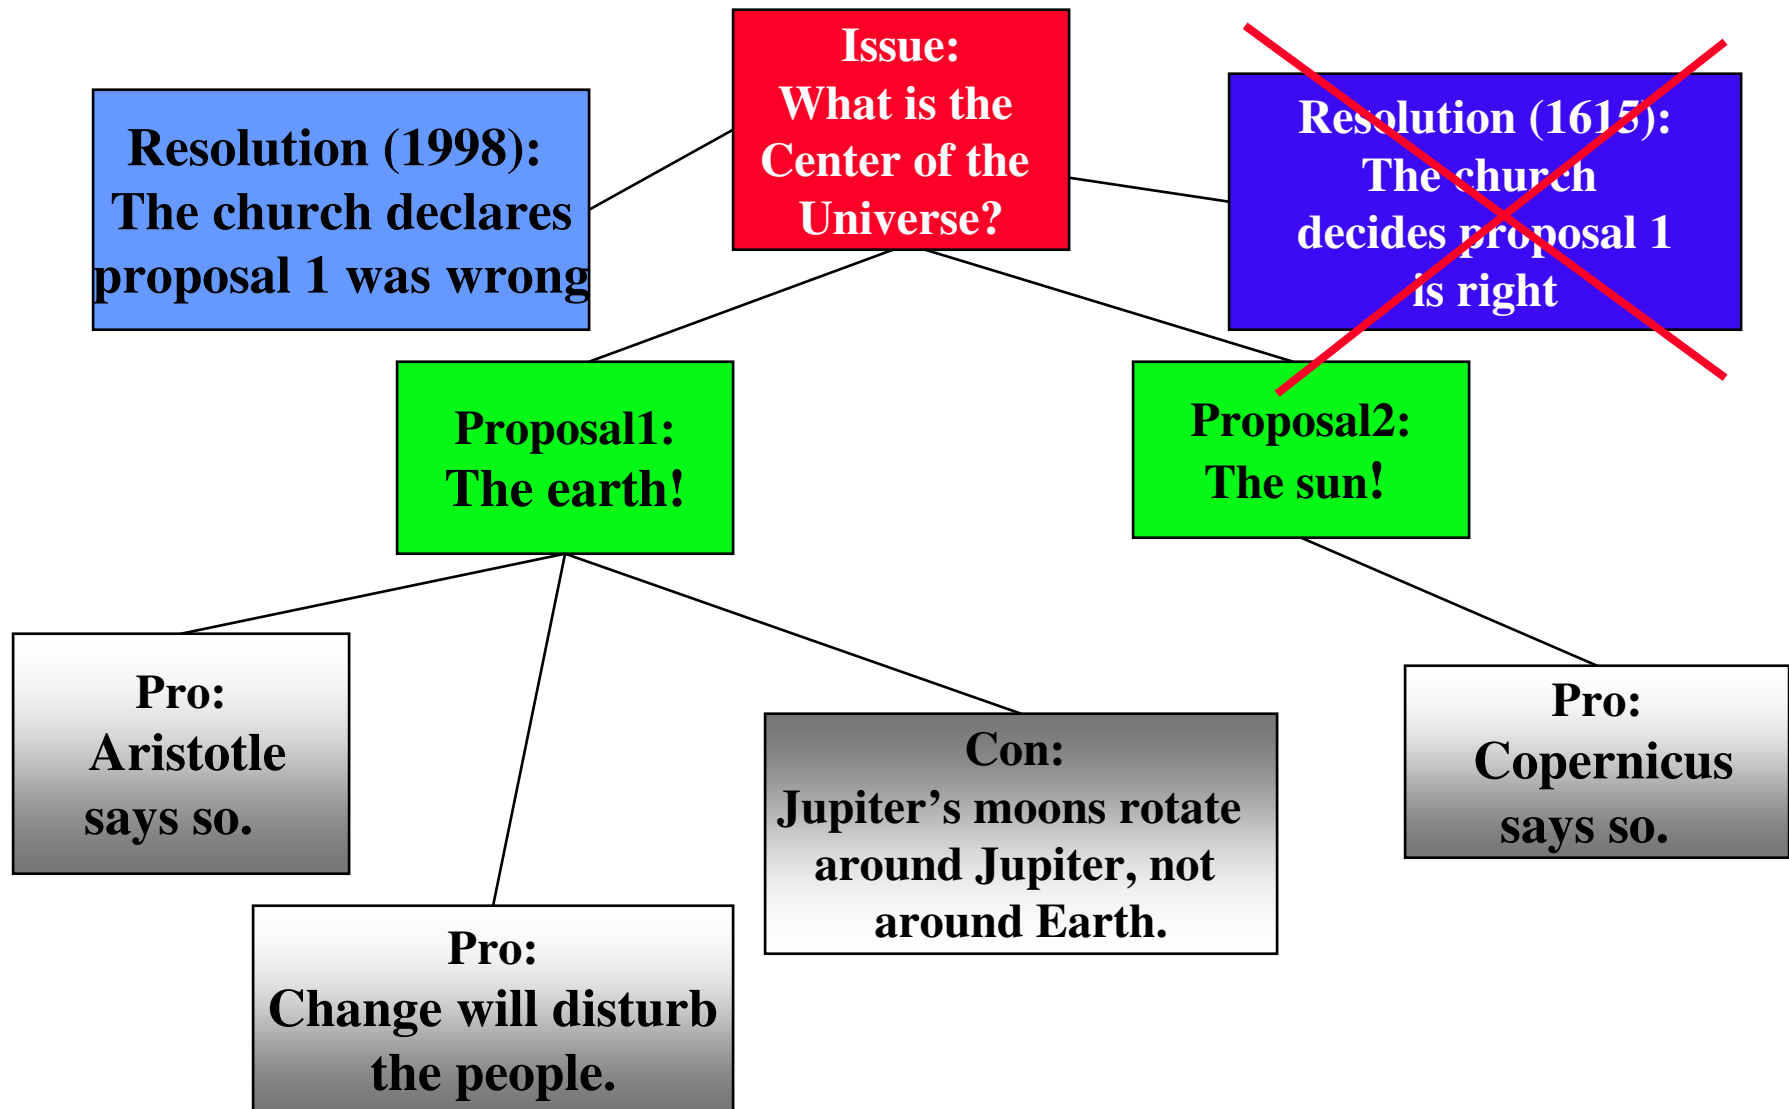 Issue:
What is the
Center of the
Universe?
Resolution (1998):
The church declares
proposal 1 was wrong
Resolution (1615):
The church
decides proposal 1
is right
Proposal1:
The earth!
Proposal2:
The sun!
Pro:
Aristotle
says so.
Pro:
Change will disturb
the people.
Con:
Jupiter’s moons rotate
around Jupiter, not
around Earth.
Pro:
Copernicus
says so.